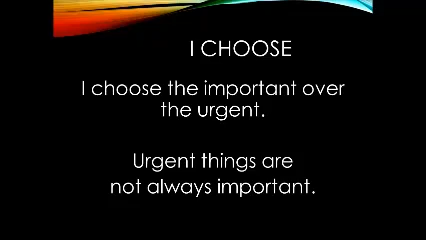 I CHOOSE
I choose the important over
the urgent.
Urgent things are
not always important.